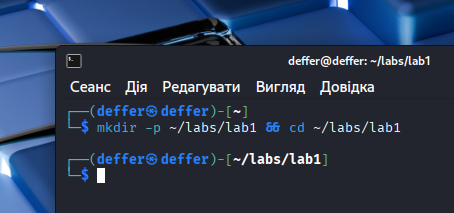 deffer@deffer: ~/labs/lab1
Сеанс Дія Редагувати Вигляд Довідка
┌──(deffer㉿deffer)-[~]
└─$ mkdir -p ~/labs/lab1 && cd ~/labs/lab1
┌──(deffer㉿deffer)-[~/labs/lab1]
└─$